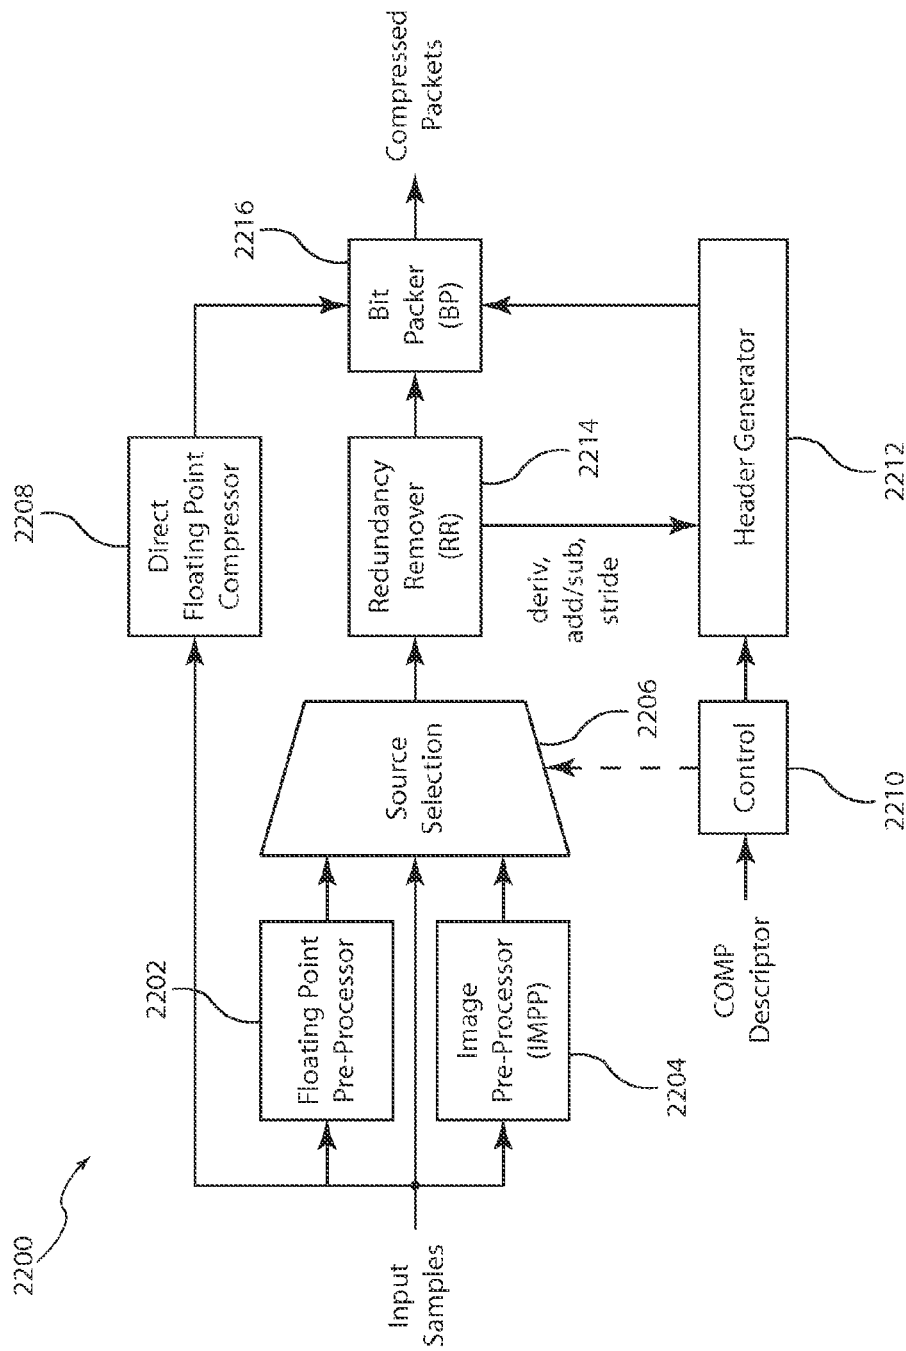 2200
Input
Samples
2202
Floating Point
Pre-Processor
Image
Pre-Processor
(IMPP)
2204
COMP
Descriptor
Source
Selection
2206
Control
2210
2208
Direct
Floating Point
Compressor
Redundancy
Remover
(RR)
2214
deriv,
add/sub,
stride
Header Generator
2212
2216
Bit
Packer
(BP)
Compressed
Packets